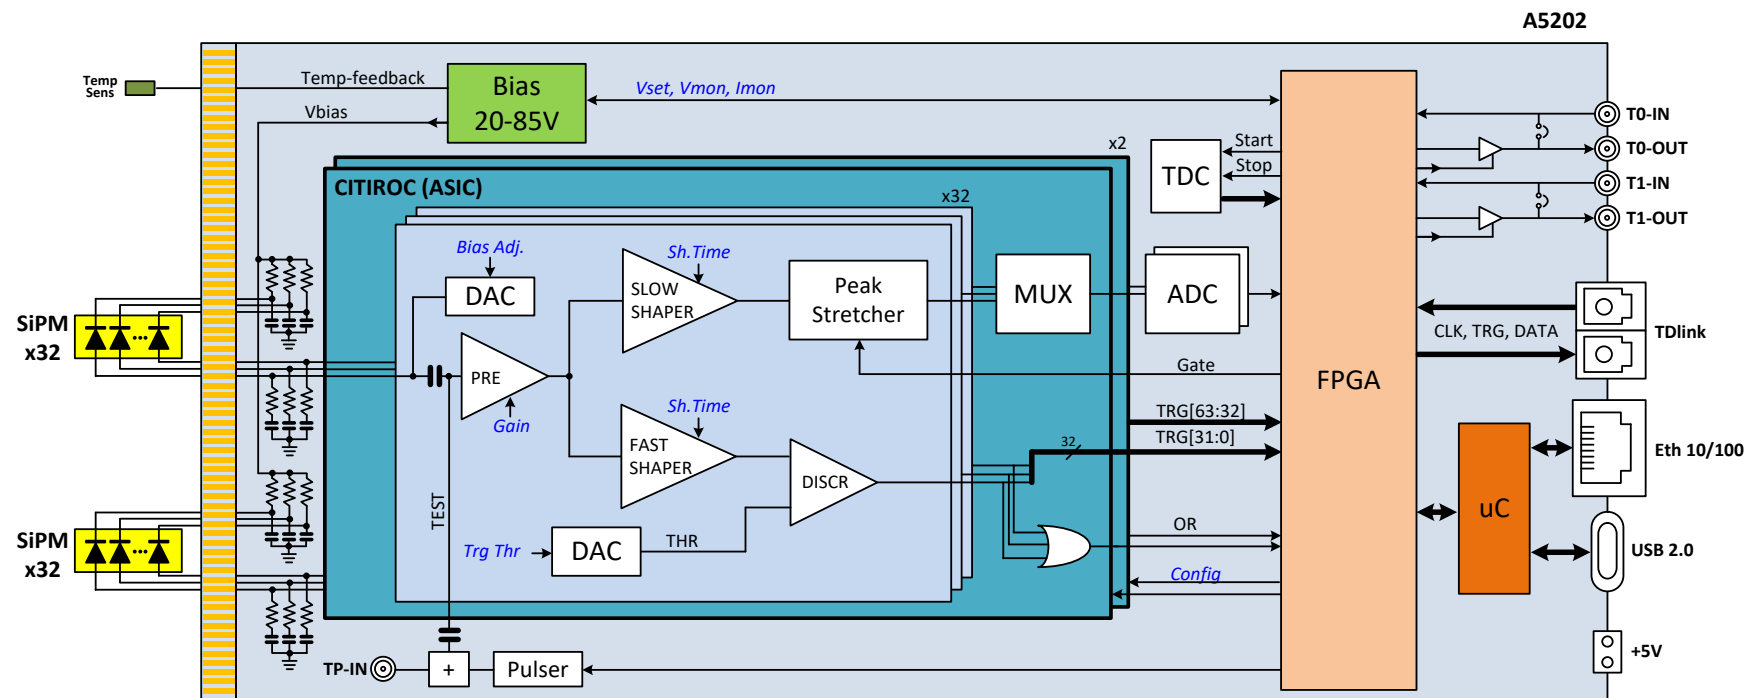 A5202
Temp
Sens
Temp-feedback
Vbias
Bias
20-85V
Vset, Vmon, Imon
T0-IN
T0-OUT
T1-IN
T1-OUT
Start
Stop
TDC
x2
CITIROC (ASIC)
x32
Bias Adj.
DAC
Sh.Time
SLOW
SHAPER
Peak
Stretcher
MUX
ADC
SiPM
x32
PRE
Gain
Gate
FPGA
CLK, TRG, DATA
TDlink
Sh.Time
FAST
SHAPER
DISCR
TRG[63:32]
TRG[31:0]
32
Eth 10/100
uC
TEST
SiPM
x32
Trg Thr
DAC
THR
OR
USB 2.0
Config
+5V
TP-IN
+
Pulser